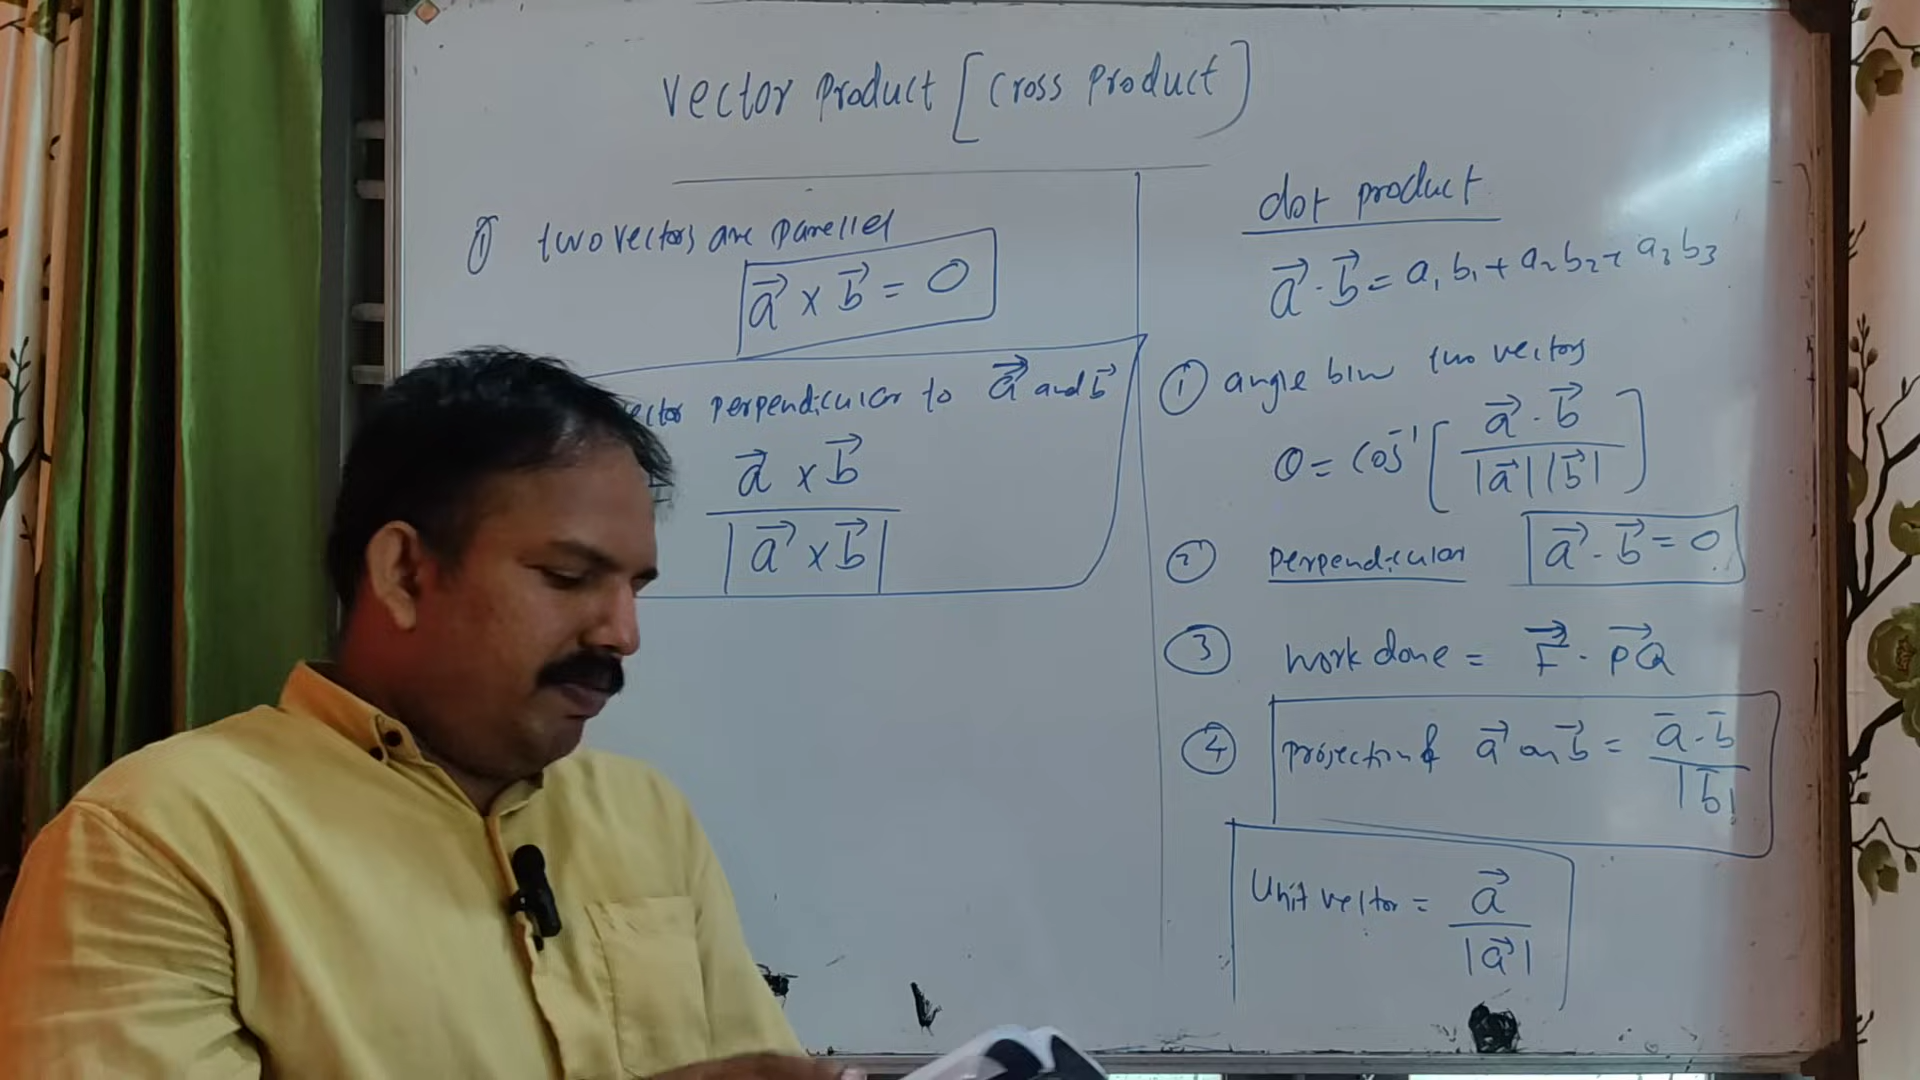 Vector Product [Cross Product]
① two vectors are parellel
a⃗ × b⃗ = 0
perpendicular to a⃗ and b⃗
a⃗ × b⃗
|a⃗ × b⃗|
dot product
a⃗ · b⃗ = a₁b₁ + a₂b₂ + a₃b₃
① angle b/w two vectors
θ = cos⁻¹ [ a⃗ · b⃗ / |a⃗| |b⃗| ]
② perpendicular a⃗ · b⃗ = 0
③ work done = F⃗ · PQ⃗
④ projection of a⃗ on b⃗ = a̅ · b̅ / |b̅|
Unit vector = a⃗ / |a⃗|